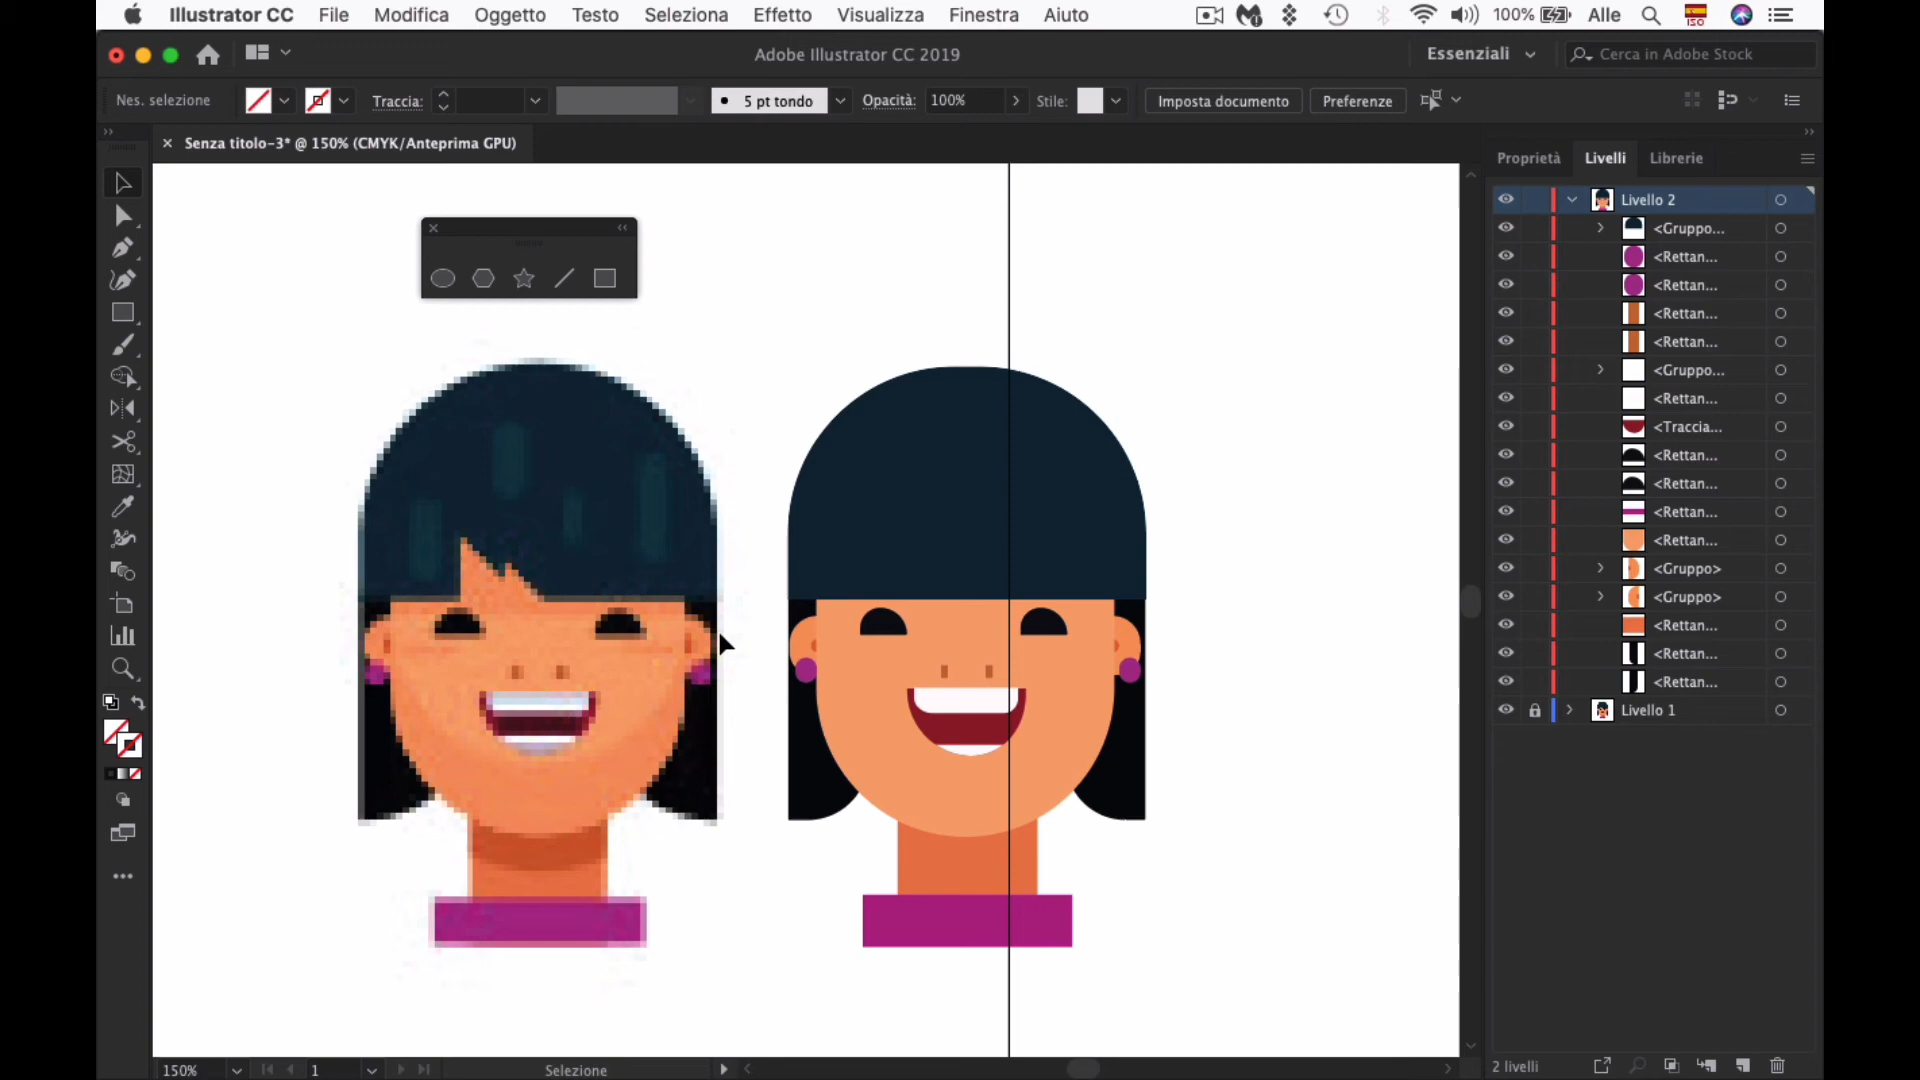 Illustrator CC File Modifica Oggetto Testo Seleziona Effetto Visualizza Finestra Aiuto 100% Alle ISO
Adobe Illustrator CC 2019 Essenziali Cerca in Adobe Stock
Nes. selezione Traccia: 5 pt tondo Opacità: 100% Stile: Imposta documento Preferenze
× Senza titolo-3* @ 150% (CMYK/Anteprima GPU)
Proprietà Livelli Librerie
Livello 2
<Gruppo...
<Rettan...
<Rettan...
<Rettan...
<Rettan...
<Gruppo...
<Rettan...
<Traccia...
<Rettan...
<Rettan...
<Rettan...
<Rettan...
<Gruppo>
<Gruppo>
<Rettan...
<Rettan...
<Rettan...
Livello 1
150% 1 Selezione 2 livelli